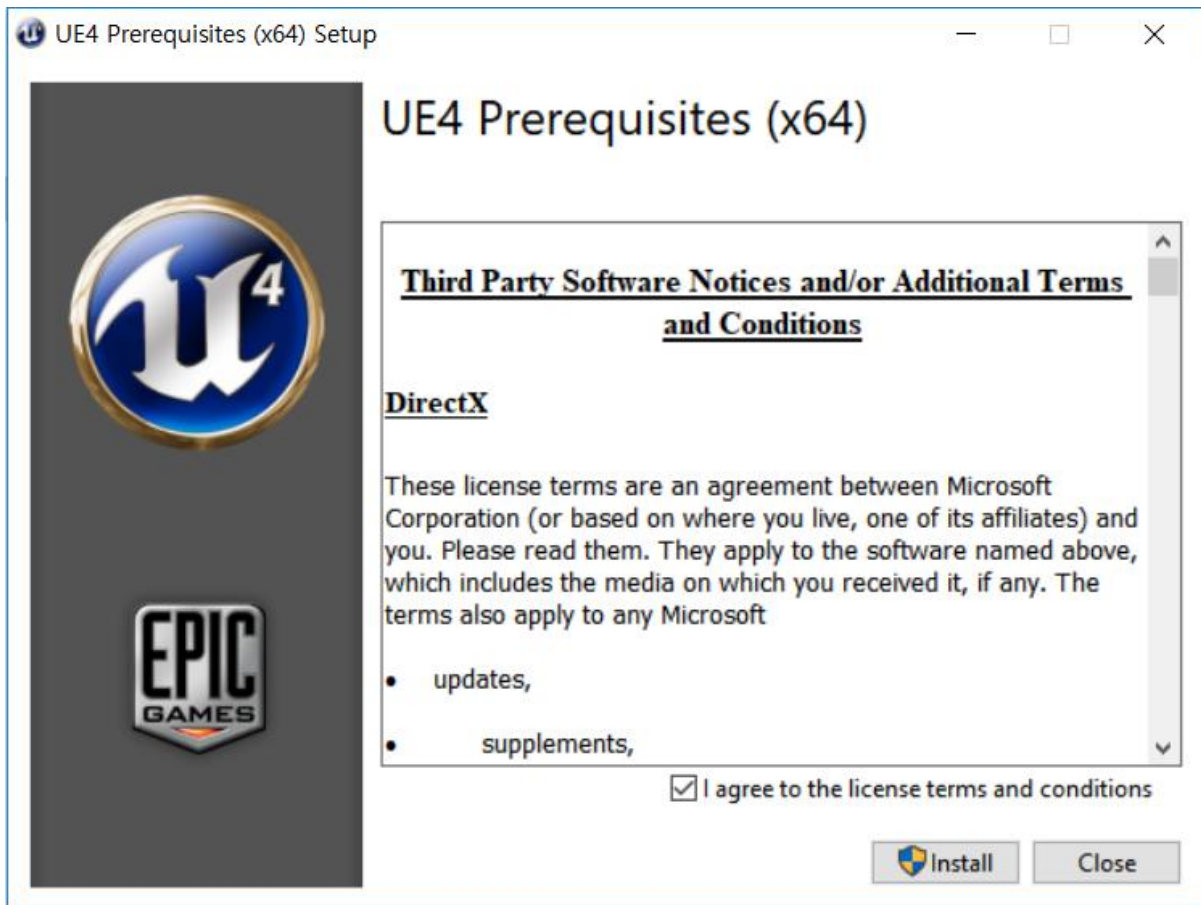 UE4 Prerequisites (x64) Setup
UE4 Prerequisites (x64)
Third Party Software Notices and/or Additional Terms
and Conditions
DirectX
These license terms are an agreement between Microsoft
Corporation (or based on where you live, one of its affiliates) and
you. Please read them. They apply to the software named above,
which includes the media on which you received it, if any. The
terms also apply to any Microsoft
• updates,
• supplements,
I agree to the license terms and conditions
Install
Close
U4
EPIC
GAMES